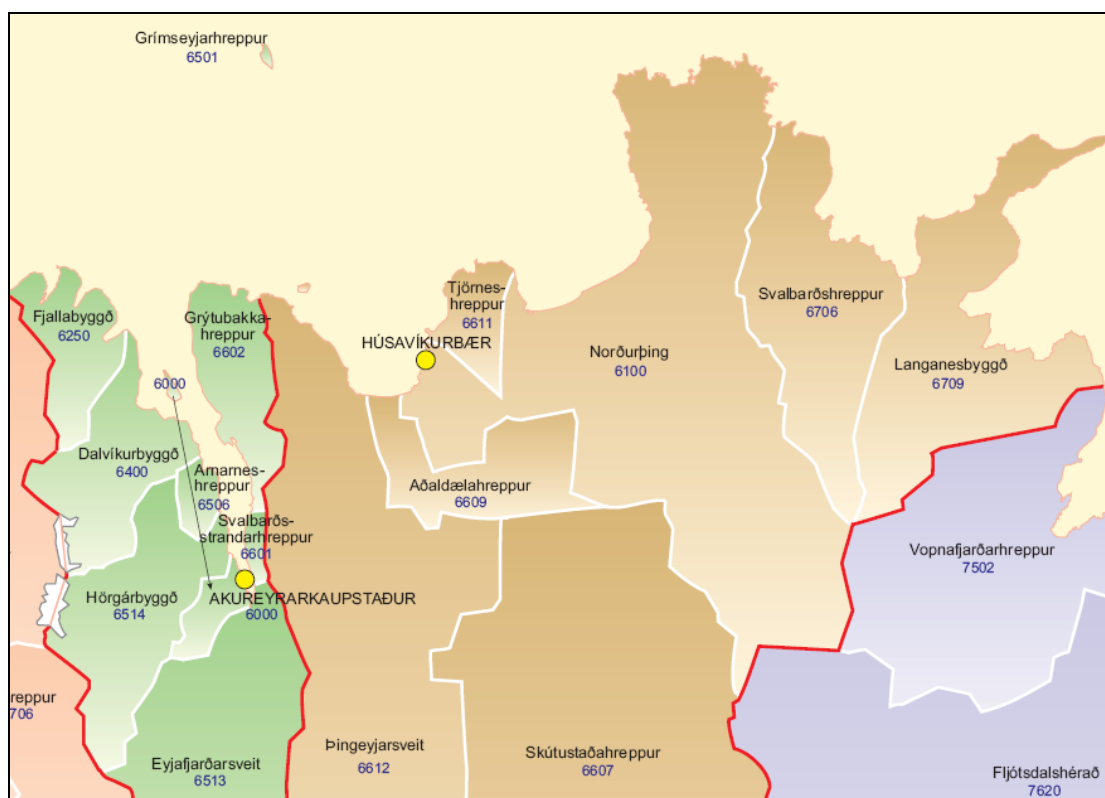 Grímseyjarhreppur
6501
Tjörnes-
hreppur
6611
Svalbarðshreppur
6706
Fjallabyggð
6250
Grýtubakka-
hreppur
6602
HÚSAVÍKURBÆR
Norðurþing
6100
Langanesbyggð
6709
6000
Dalvíkurbyggð
6400
Arnarnes-
hreppur
6506
Aðaldælahreppur
6609
Svalbarðs-
strandarhreppur
6601
Vopnafjarðarhreppur
7502
Hörgárbyggð
6514
AKUREYRARKAUPSTAÐUR
6000
reppur
706
Eyjafjarðarsveit
6513
Þingeyjarsveit
6612
Skútustaðahreppur
6607
Fljótsdalshérað
7620